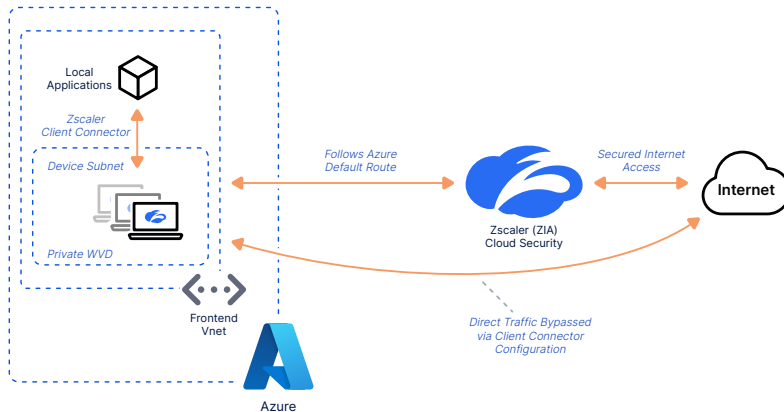 Local
Applications
Zscaler
Client Connector
Device Subnet
Private WVD
Frontend
Vnet
Azure
Follows Azure
Default Route
Zscaler (ZIA)
Cloud Security
Secured Internet
Access
Internet
Direct Traffic Bypassed
via Client Connector
Configuration